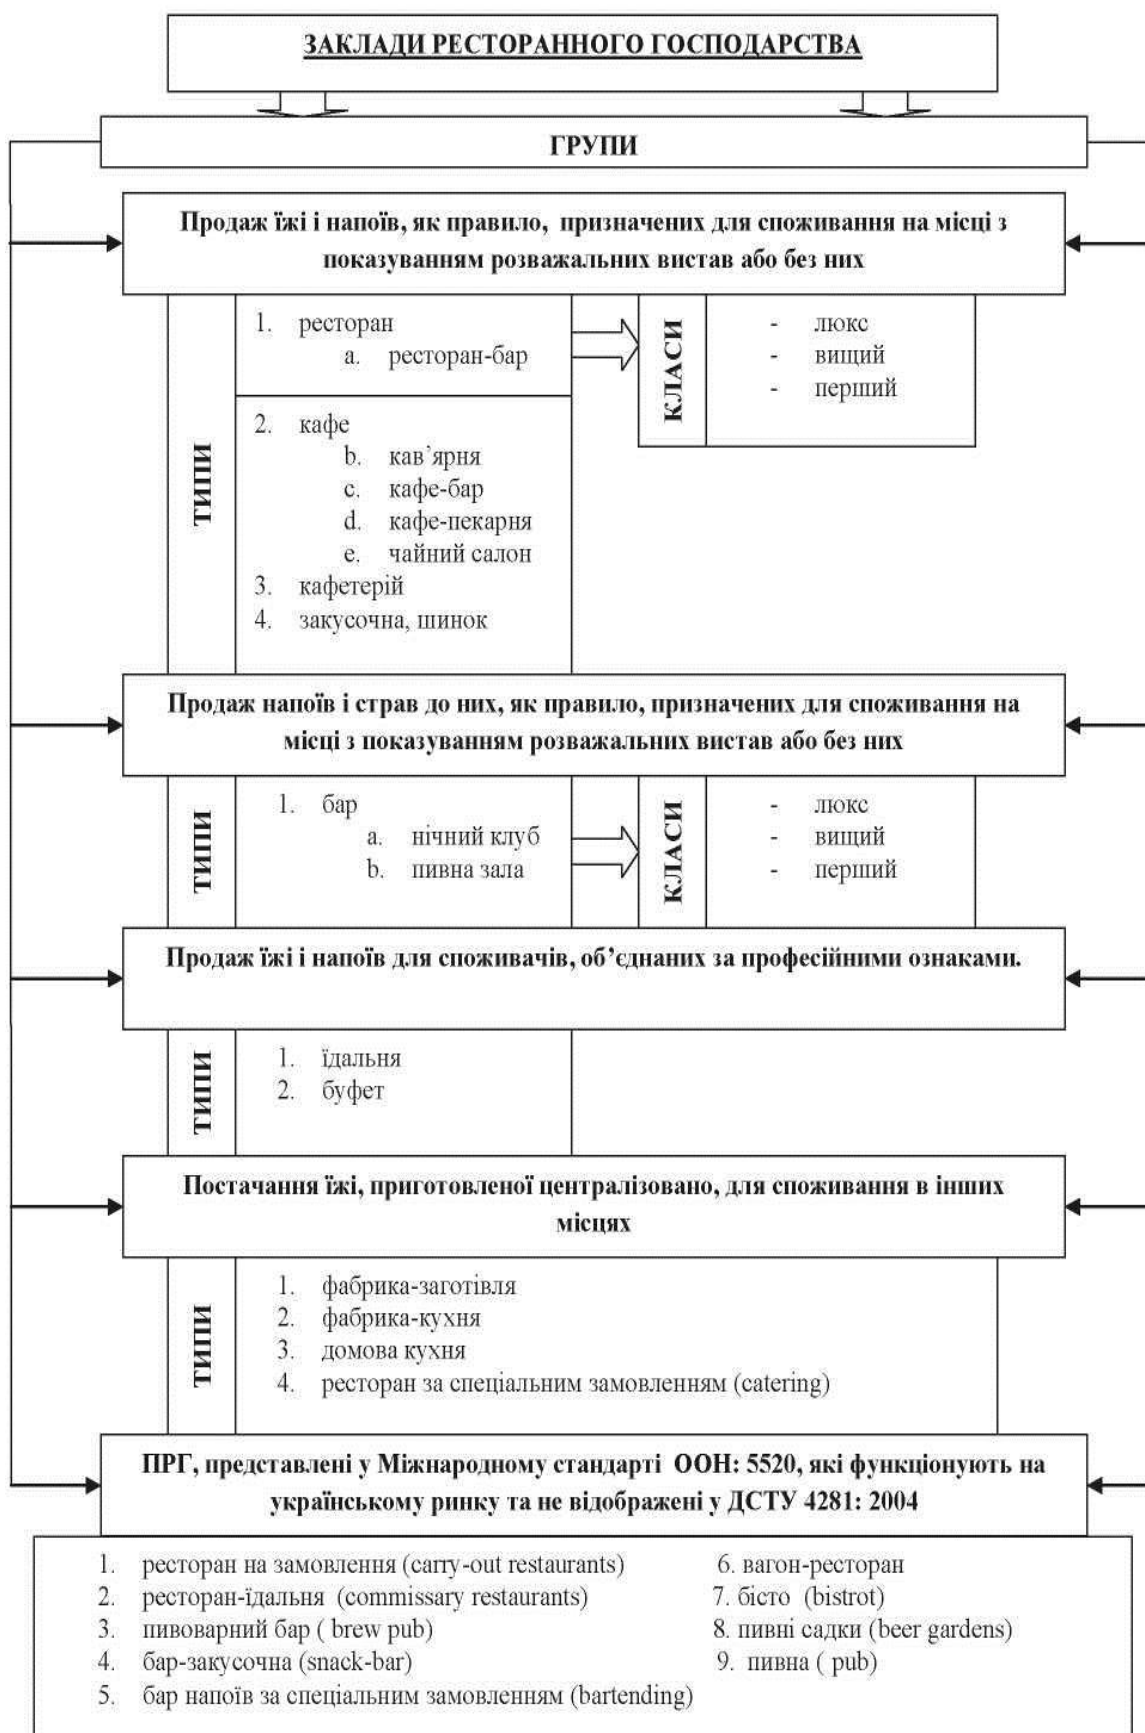 ЗАКЛАДИ РЕСТОРАННОГО ГОСПОДАРСТВА
ГРУПИ
Продаж їжі і напоїв, як правило, призначених для споживання на місці з
показуванням розважальних вистав або без них
ТИПИ
1. ресторан
a. ресторан-бар
КЛАСИ
- люкс
- вищий
- перший
2. кафе
b. кав’ярня
c. кафе-бар
d. кафе-пекарня
e. чайний салон
3. кафетерій
4. закусочна, шинок
Продаж напоїв і страв до них, як правило, призначених для споживання на
місці з показуванням розважальних вистав або без них
ТИПИ
1. бар
a. нічний клуб
b. пивна зала
КЛАСИ
- люкс
- вищий
- перший
Продаж їжі і напоїв для споживачів, об’єднаних за професійними ознаками.
ТИПИ
1. їдальня
2. буфет
Постачання їжі, приготовленої централізовано, для споживання в інших
місцях
ТИПИ
1. фабрика-заготівля
2. фабрика-кухня
3. домова кухня
4. ресторан за спеціальним замовленням (catering)
ПРГ, представлені у Міжнародному стандарті ООН: 5520, які функціонують на
українському ринку та не відображені у ДСТУ 4281: 2004
1. ресторан на замовлення (carry-out restaurants)
2. ресторан-їдальня (commissary restaurants)
3. пивоварний бар ( brew pub)
4. бар-закусочна (snack-bar)
5. бар напоїв за спеціальним замовленням (bartending)
6. вагон-ресторан
7. бісто (bistrot)
8. пивні садки (beer gardens)
9. пивна ( pub)